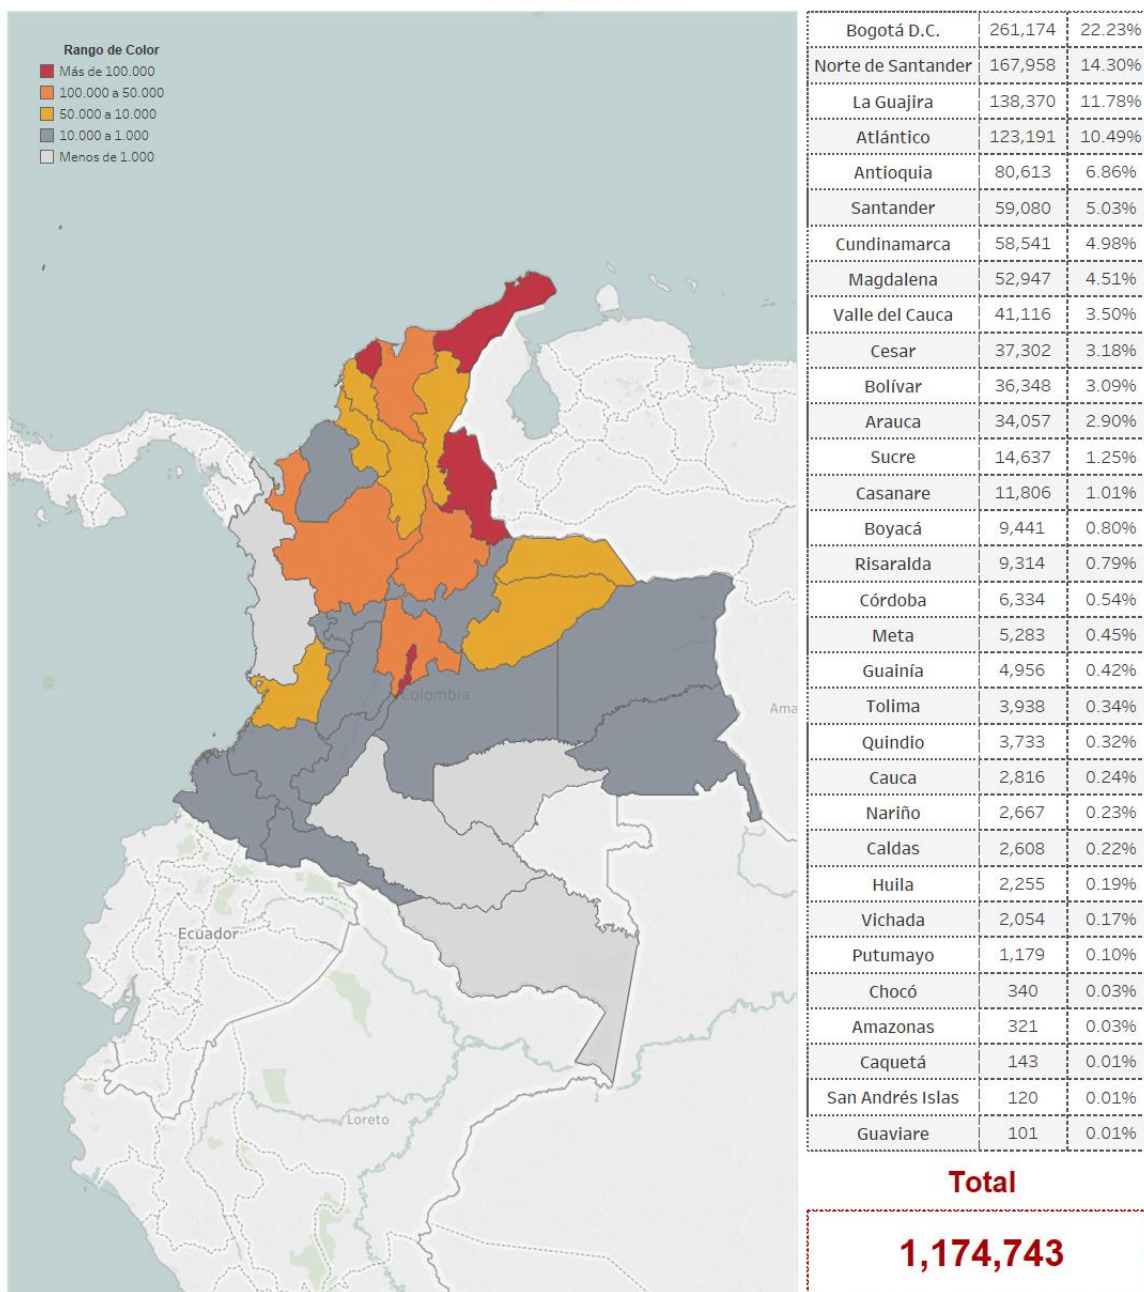 Rango de Color
Más de 100.000
100.000 a 50.000
50.000 a 10.000
10.000 a 1.000
Menos de 1.000
Colombia
Ama
Ecuador
Loreto
Bogotá D.C. 261,174 22.23%
Norte de Santander 167,958 14.30%
La Guajira 138,370 11.78%
Atlántico 123,191 10.49%
Antioquia 80,613 6.86%
Santander 59,080 5.03%
Cundinamarca 58,541 4.98%
Magdalena 52,947 4.51%
Valle del Cauca 41,116 3.50%
Cesar 37,302 3.18%
Bolívar 36,348 3.09%
Arauca 34,057 2.90%
Sucre 14,637 1.25%
Casanare 11,806 1.01%
Boyacá 9,441 0.80%
Risaralda 9,314 0.79%
Córdoba 6,334 0.54%
Meta 5,283 0.45%
Guainía 4,956 0.42%
Tolima 3,938 0.34%
Quindio 3,733 0.32%
Cauca 2,816 0.24%
Nariño 2,667 0.23%
Caldas 2,608 0.22%
Huila 2,255 0.19%
Vichada 2,054 0.17%
Putumayo 1,179 0.10%
Chocó 340 0.03%
Amazonas 321 0.03%
Caquetá 143 0.01%
San Andrés Islas 120 0.01%
Guaviare 101 0.01%
Total
1,174,743